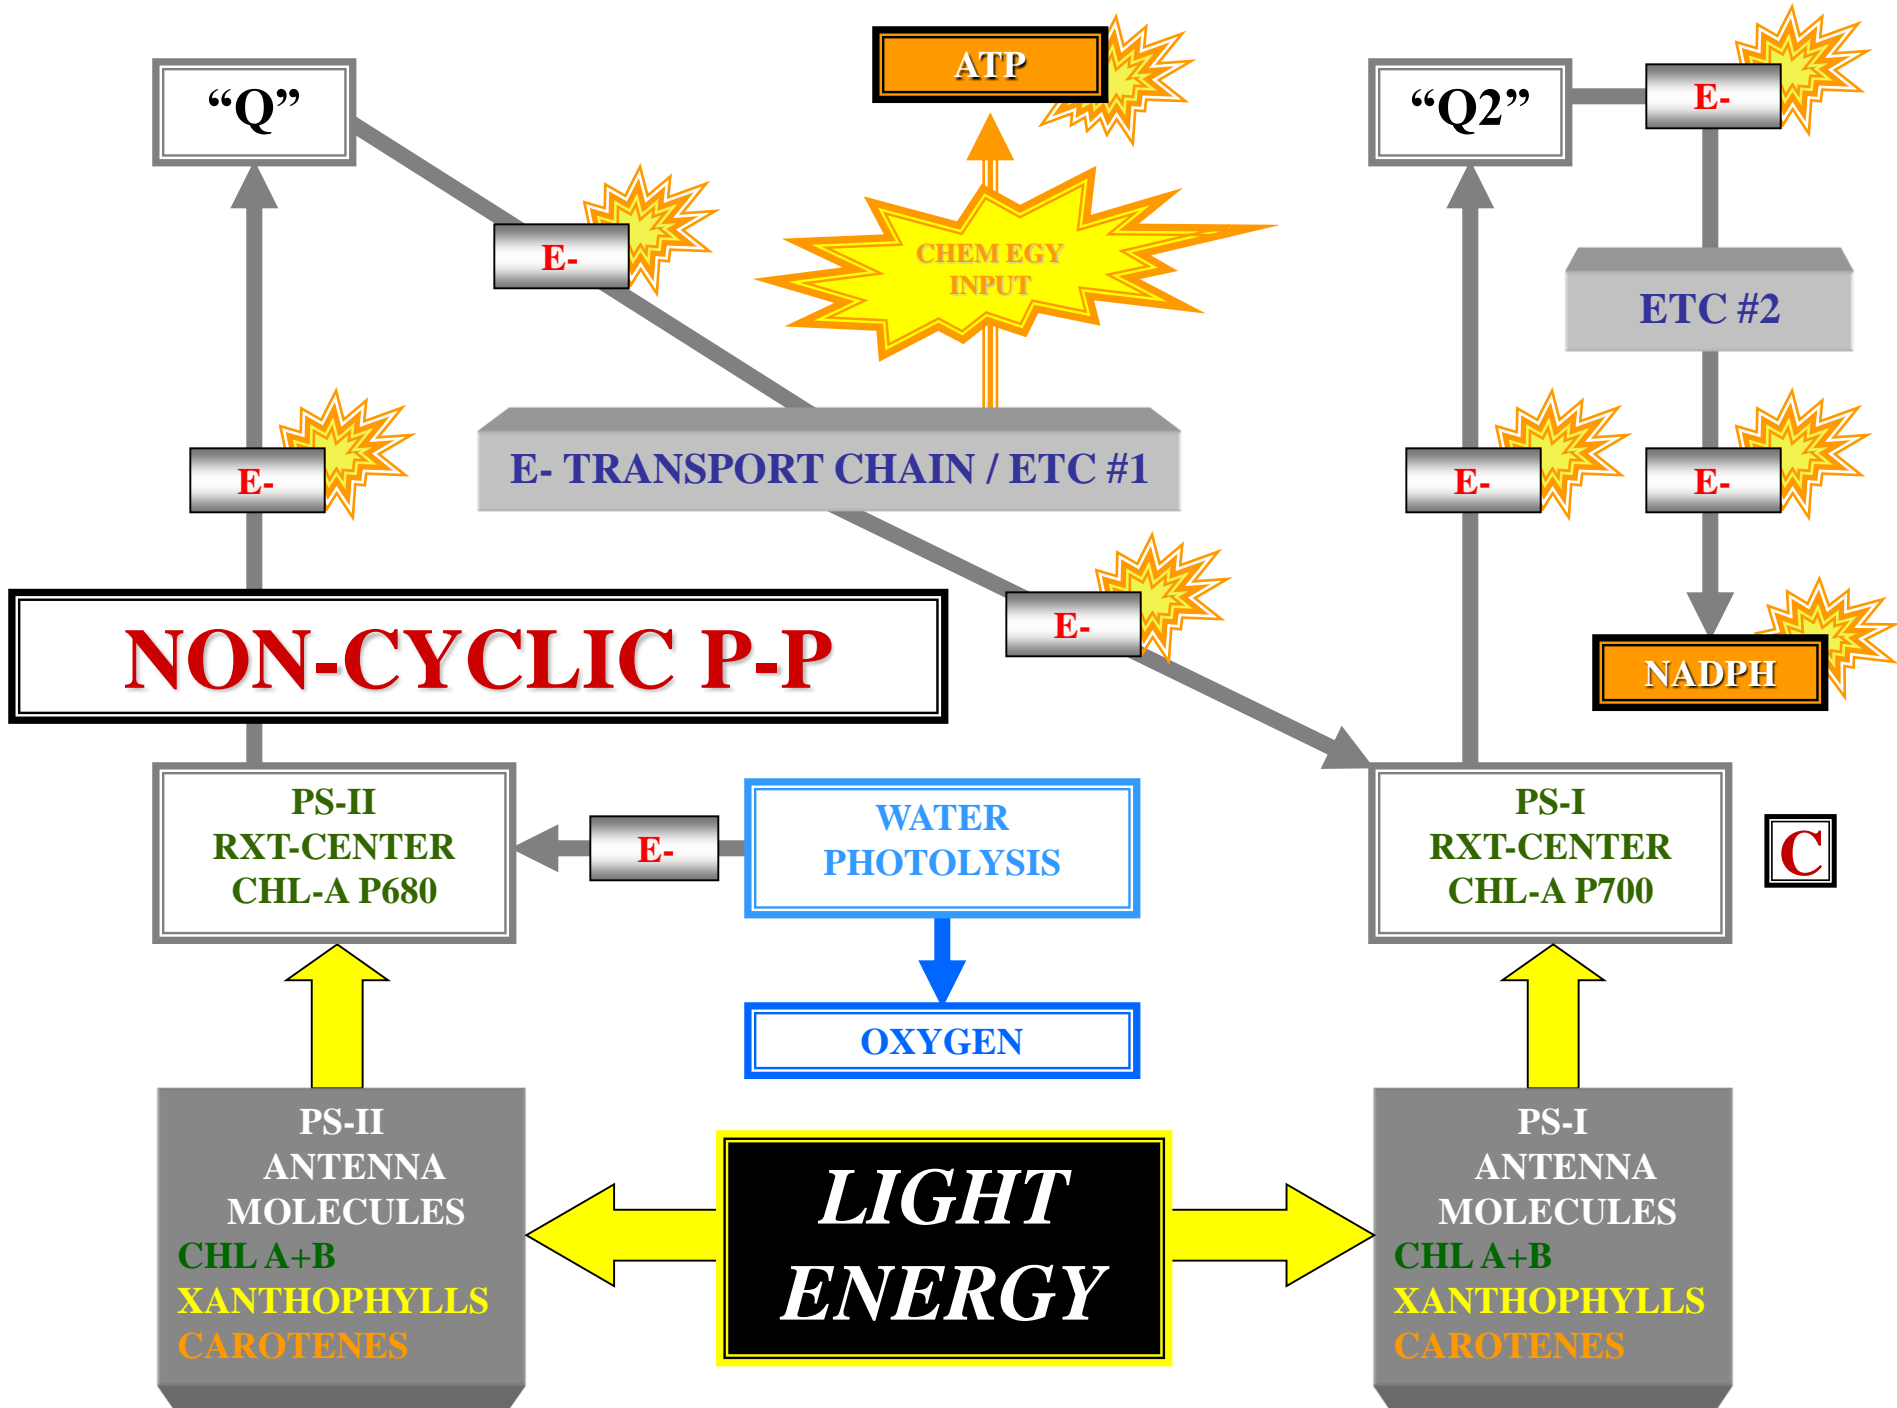 ATP
“Q”
“Q2”
E-
E-
CHEM EGY
INPUT
ETC #2
E- TRANSPORT CHAIN / ETC #1
E-
E-
E-
E-
NON-CYCLIC P-P
NADPH
PS-II
RXT-CENTER
CHL-A P680
E-
WATER
PHOTOLYSIS
PS-I
RXT-CENTER
CHL-A P700
C
OXYGEN
PS-II
ANTENNA
MOLECULES
CHL A+B
XANTHOPHYLLS
CAROTENES
LIGHT
ENERGY
PS-I
ANTENNA
MOLECULES
CHL A+B
XANTHOPHYLLS
CAROTENES